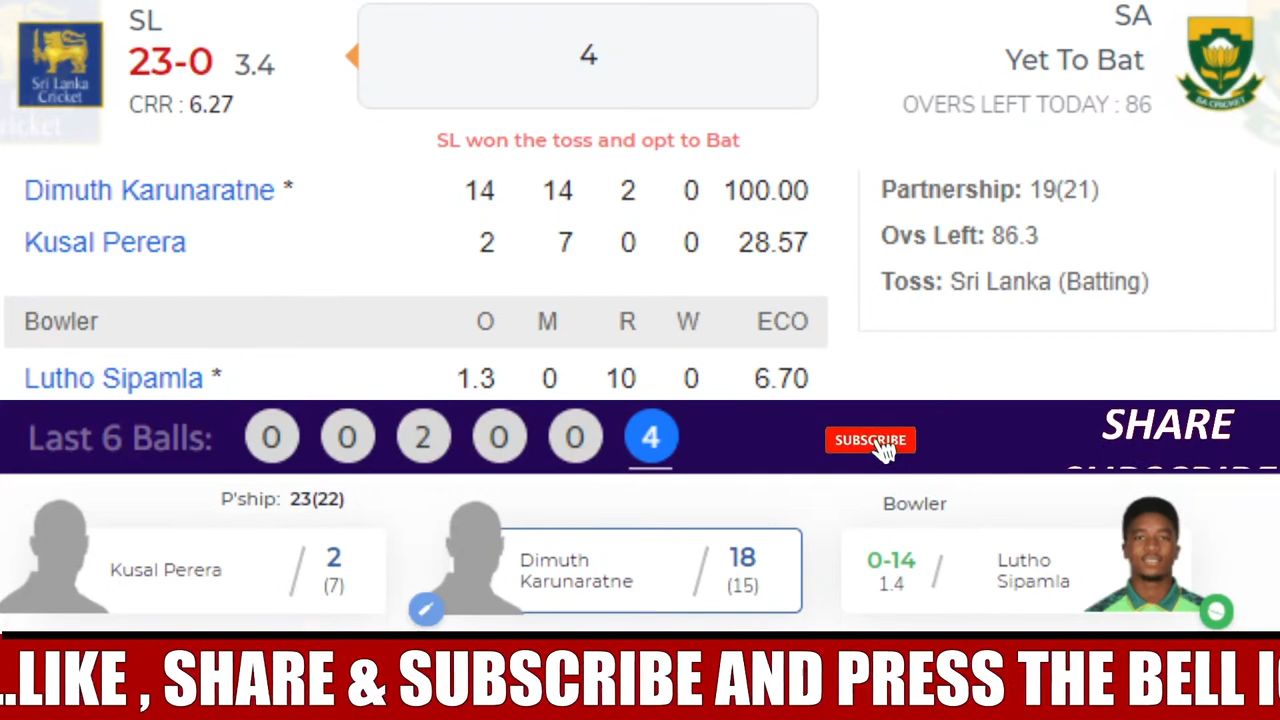 SL
23-0 3.4
CRR : 6.27
Sri Lanka
Cricket
4
SA
Yet To Bat
OVERS LEFT TODAY : 86
SA CRICKET
SL won the toss and opt to Bat
Dimuth Karunaratne * 14 14 2 0 100.00
Kusal Perera 2 7 0 0 28.57
Partnership: 19(21)
Ovs Left: 86.3
Toss: Sri Lanka (Batting)
Bowler O M R W ECO
Lutho Sipamla * 1.3 0 10 0 6.70
Last 6 Balls: 0 0 2 0 0 4
SUBSCRIBE
SHARE
P'ship: 23(22)
Kusal Perera
2
(7)
Dimuth
Karunaratne
18
(15)
Bowler
0-14
1.4
Lutho
Sipamla
..LIKE , SHARE & SUBSCRIBE AND PRESS THE BELL